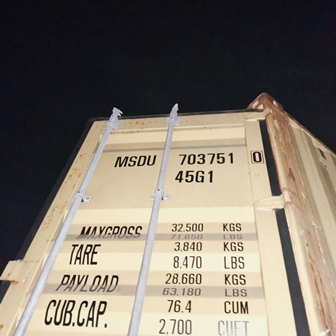 MSDU 703751 0
45G1
MAXGROSS 32.500 KGS
71.650 LBS
TARE 3.840 KGS
8,470 LBS
PAYLOAD 28.660 KGS
63.180 LBS
CUB.CAP. 76.4 CUM
2,700 CUFT